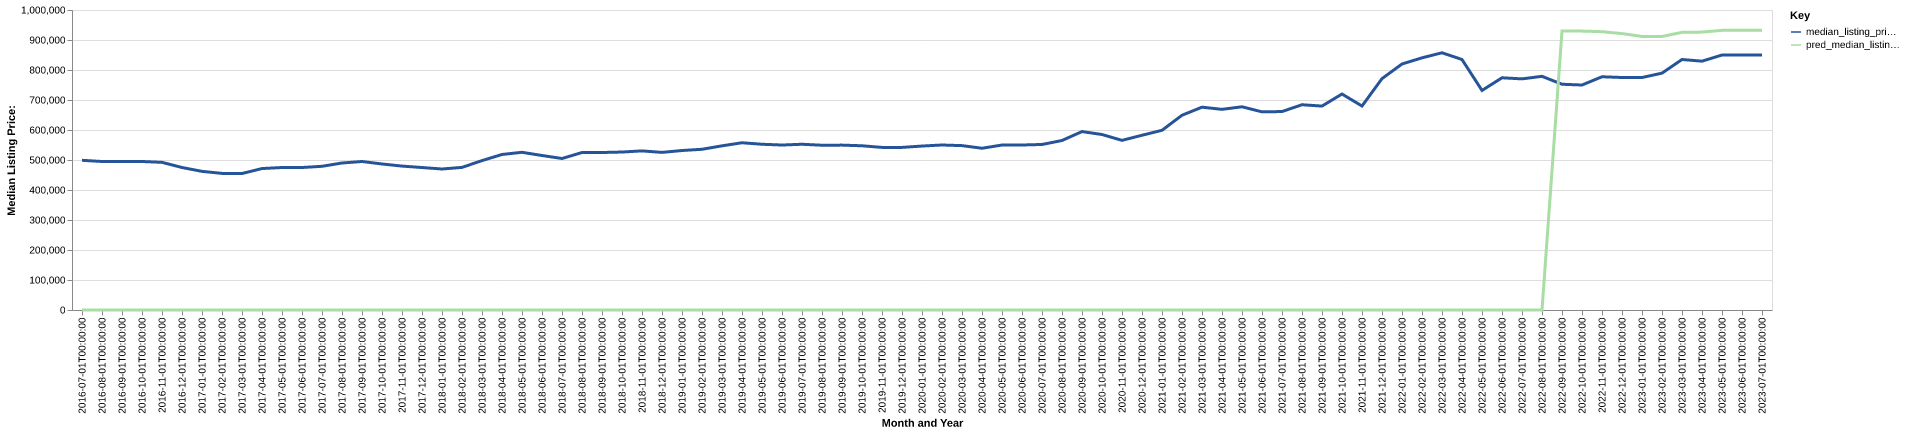 1,000,000
900,000
800,000
700,000
600,000
500,000
400,000
300,000
200,000
100,000
0
Median Listing Price:
2016-07-01T00:00:00
2016-08-01T00:00:00
2016-09-01T00:00:00
2016-10-01T00:00:00
2016-11-01T00:00:00
2016-12-01T00:00:00
2017-01-01T00:00:00
2017-02-01T00:00:00
2017-03-01T00:00:00
2017-04-01T00:00:00
2017-05-01T00:00:00
2017-06-01T00:00:00
2017-07-01T00:00:00
2017-08-01T00:00:00
2017-09-01T00:00:00
2017-10-01T00:00:00
2017-11-01T00:00:00
2017-12-01T00:00:00
2018-01-01T00:00:00
2018-02-01T00:00:00
2018-03-01T00:00:00
2018-04-01T00:00:00
2018-05-01T00:00:00
2018-06-01T00:00:00
2018-07-01T00:00:00
2018-08-01T00:00:00
2018-09-01T00:00:00
2018-10-01T00:00:00
2018-11-01T00:00:00
2018-12-01T00:00:00
2019-01-01T00:00:00
2019-02-01T00:00:00
2019-03-01T00:00:00
2019-04-01T00:00:00
2019-05-01T00:00:00
2019-06-01T00:00:00
2019-07-01T00:00:00
2019-08-01T00:00:00
2019-09-01T00:00:00
2019-10-01T00:00:00
2019-11-01T00:00:00
2019-12-01T00:00:00
2020-01-01T00:00:00
2020-02-01T00:00:00
2020-03-01T00:00:00
2020-04-01T00:00:00
2020-05-01T00:00:00
2020-06-01T00:00:00
2020-07-01T00:00:00
2020-08-01T00:00:00
2020-09-01T00:00:00
2020-10-01T00:00:00
2020-11-01T00:00:00
2020-12-01T00:00:00
2021-01-01T00:00:00
2021-02-01T00:00:00
2021-03-01T00:00:00
2021-04-01T00:00:00
2021-05-01T00:00:00
2021-06-01T00:00:00
2021-07-01T00:00:00
2021-08-01T00:00:00
2021-09-01T00:00:00
2021-10-01T00:00:00
2021-11-01T00:00:00
2021-12-01T00:00:00
2022-01-01T00:00:00
2022-02-01T00:00:00
2022-03-01T00:00:00
2022-04-01T00:00:00
2022-05-01T00:00:00
2022-06-01T00:00:00
2022-07-01T00:00:00
2022-08-01T00:00:00
2022-09-01T00:00:00
2022-10-01T00:00:00
2022-11-01T00:00:00
2022-12-01T00:00:00
2023-01-01T00:00:00
2023-02-01T00:00:00
2023-03-01T00:00:00
2023-04-01T00:00:00
2023-05-01T00:00:00
2023-06-01T00:00:00
2023-07-01T00:00:00
Month and Year
Key
median_listing_pri…
pred_median_listin…